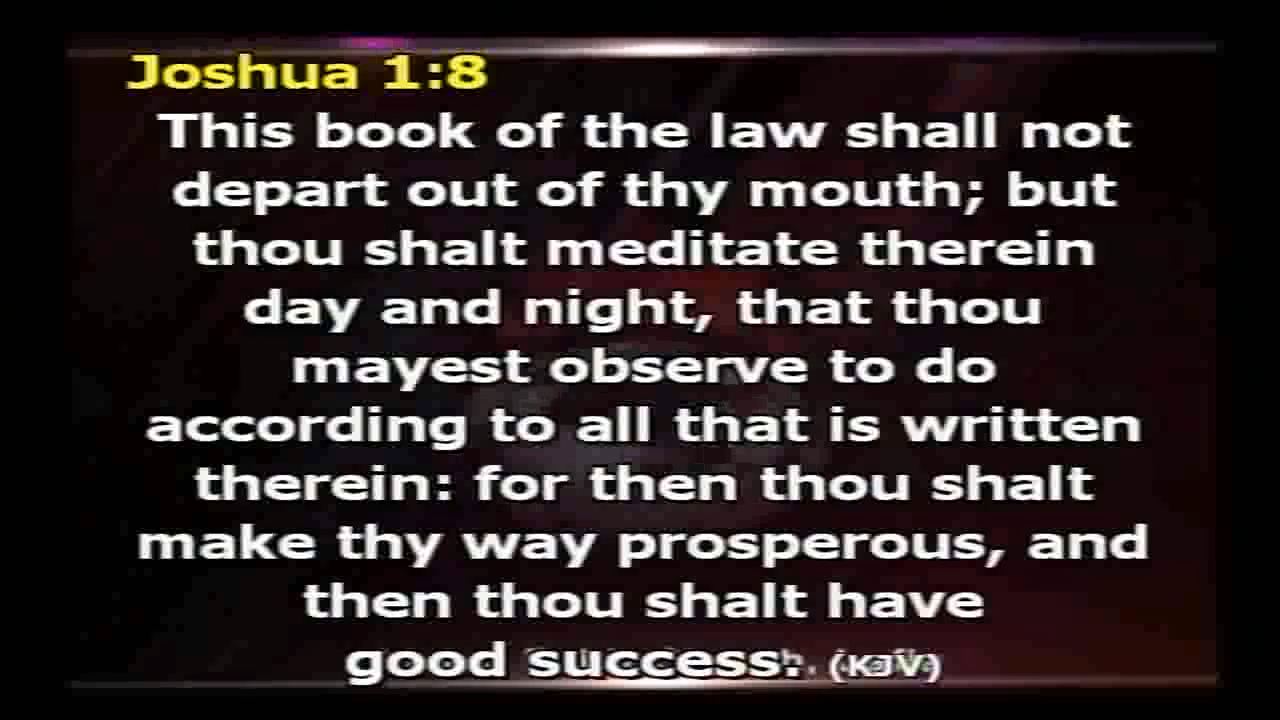 Joshua 1:8
This book of the law shall not
depart out of thy mouth; but
thou shalt meditate therein
day and night, that thou
mayest observe to do
according to all that is written
therein: for then thou shalt
make thy way prosperous, and
then thou shalt have
good success. (KJV)